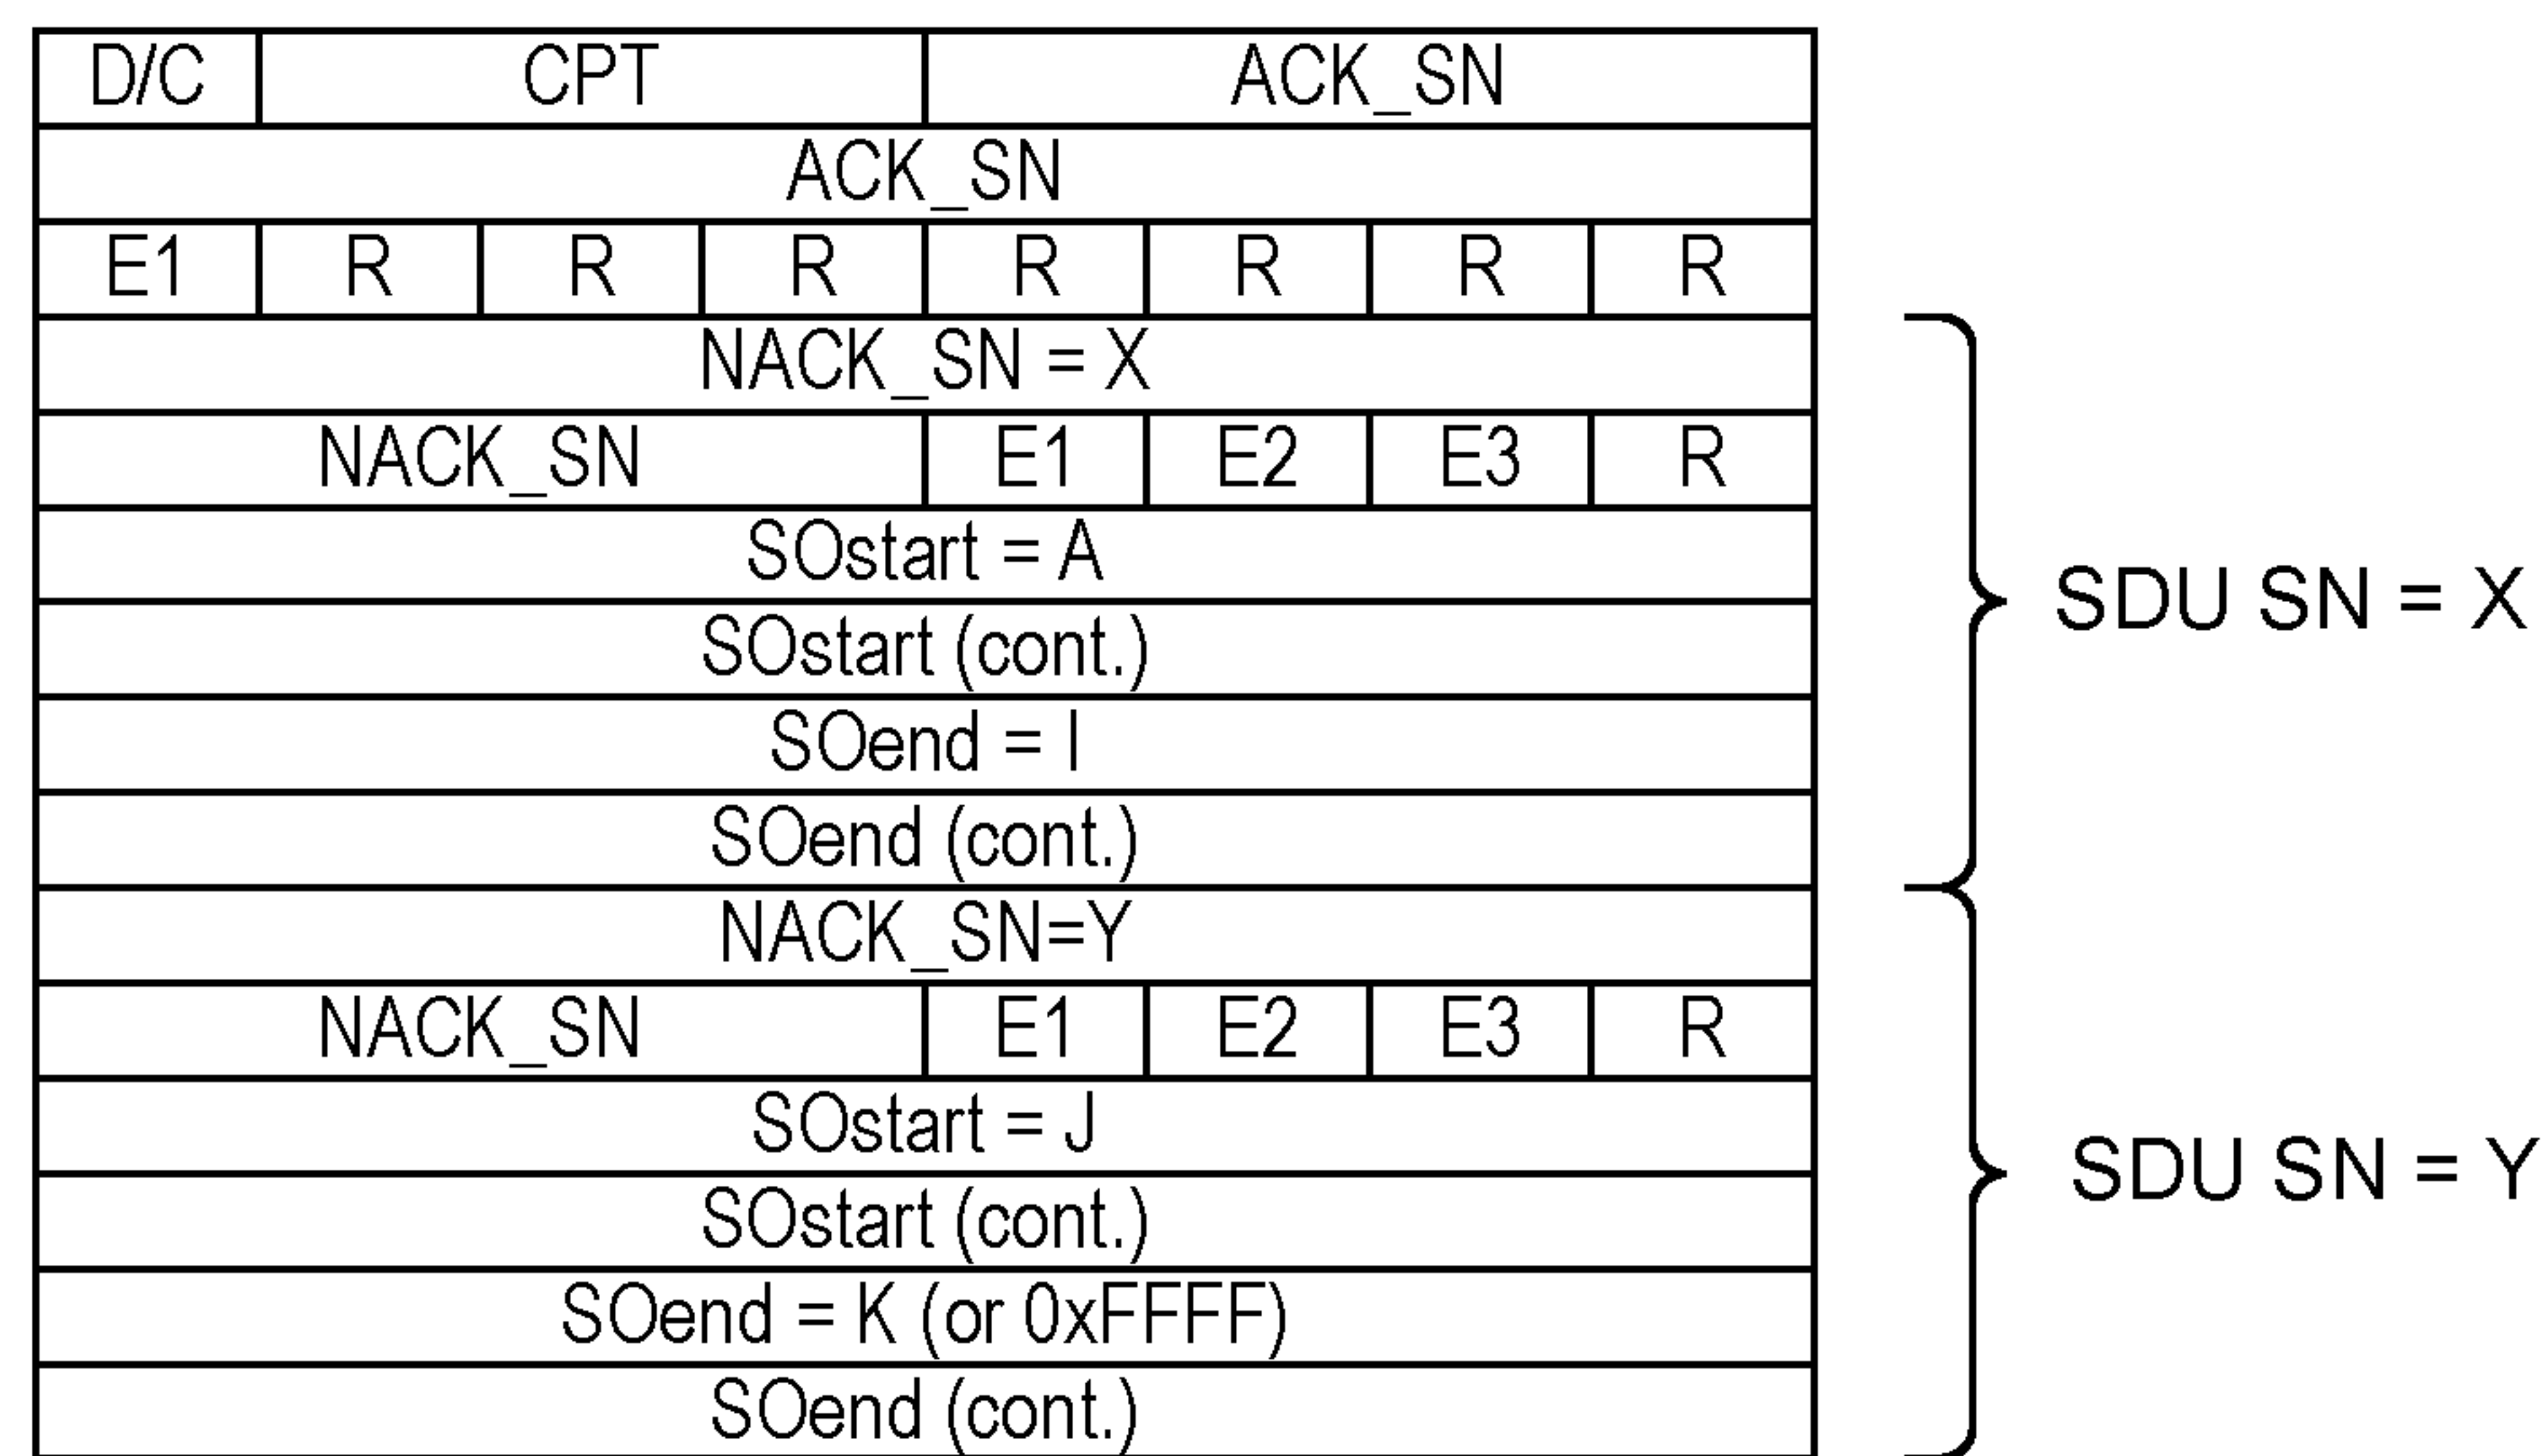 D/C CPT ACK_SN
ACK_SN
E1 R R R R R R R
NACK_SN = X
NACK_SN E1 E2 E3 R
SOstart = A
SOstart (cont.)
SOend = I
SOend (cont.)
SDU SN = X
NACK_SN=Y
NACK_SN E1 E2 E3 R
SOstart = J
SOstart (cont.)
SOend = K (or 0xFFFF)
SOend (cont.)
SDU SN = Y